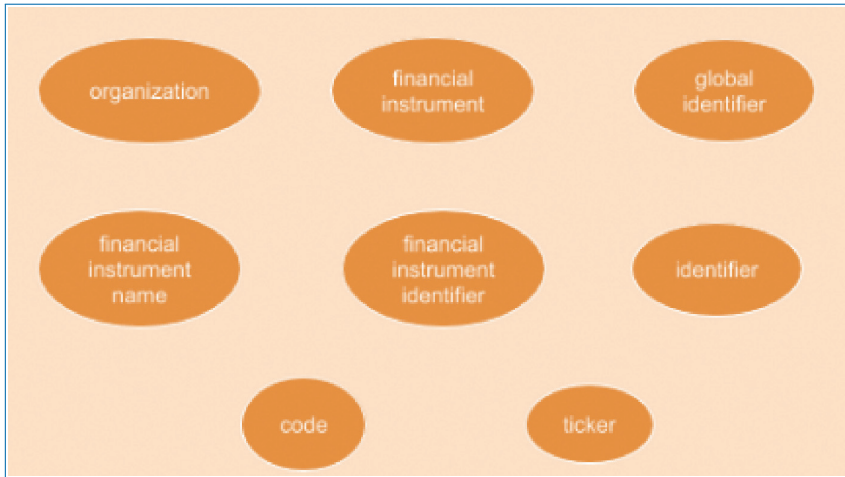 organization
financial
instrument
global
identifier
financial
instrument
name
financial
instrument
identifier
identifier
code
ticker